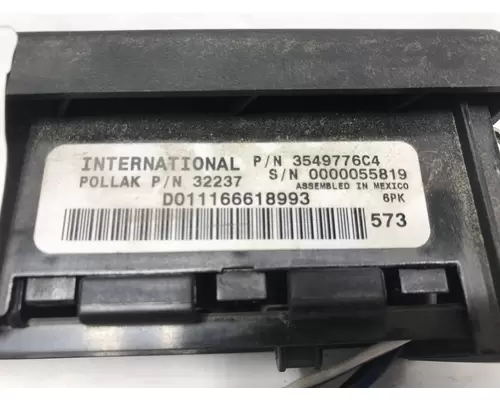 INTERNATIONAL P/N 3549776C4
POLLAK P/N 32237 S/N 0000055819
ASSEMBLED IN MEXICO
D011166618993 6PK
573